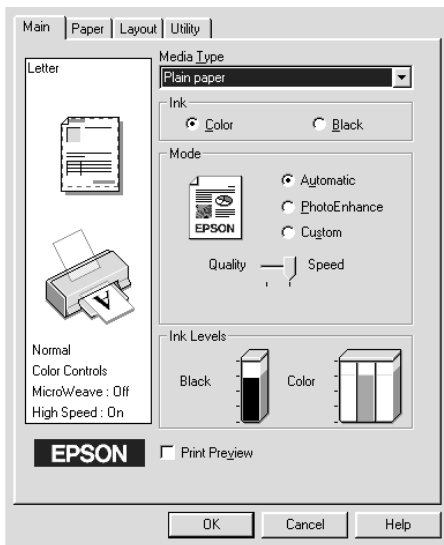 Main Paper Layout Utility
Letter
Media Type
Plain paper
Ink
Color Black
Mode
EPSON
Automatic
PhotoEnhance
Custom
Quality Speed
A
Normal
Color Controls
MicroWeave : Off
High Speed : On
Ink Levels
Black Color
EPSON
Print Preview
OK Cancel Help